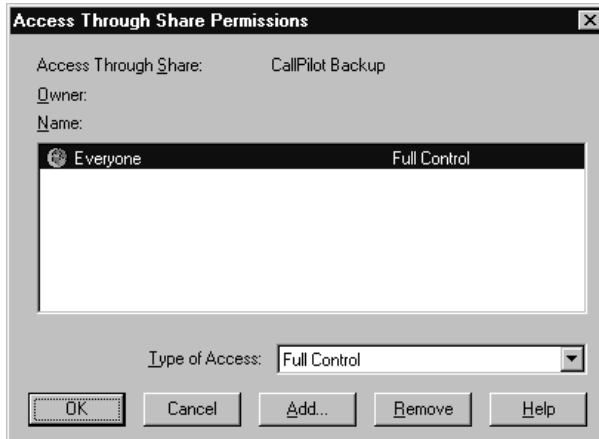 Access Through Share Permissions
Access Through Share: CallPilot Backup
Owner:
Name:
Everyone Full Control
Type of Access: Full Control
OK Cancel Add... Remove Help